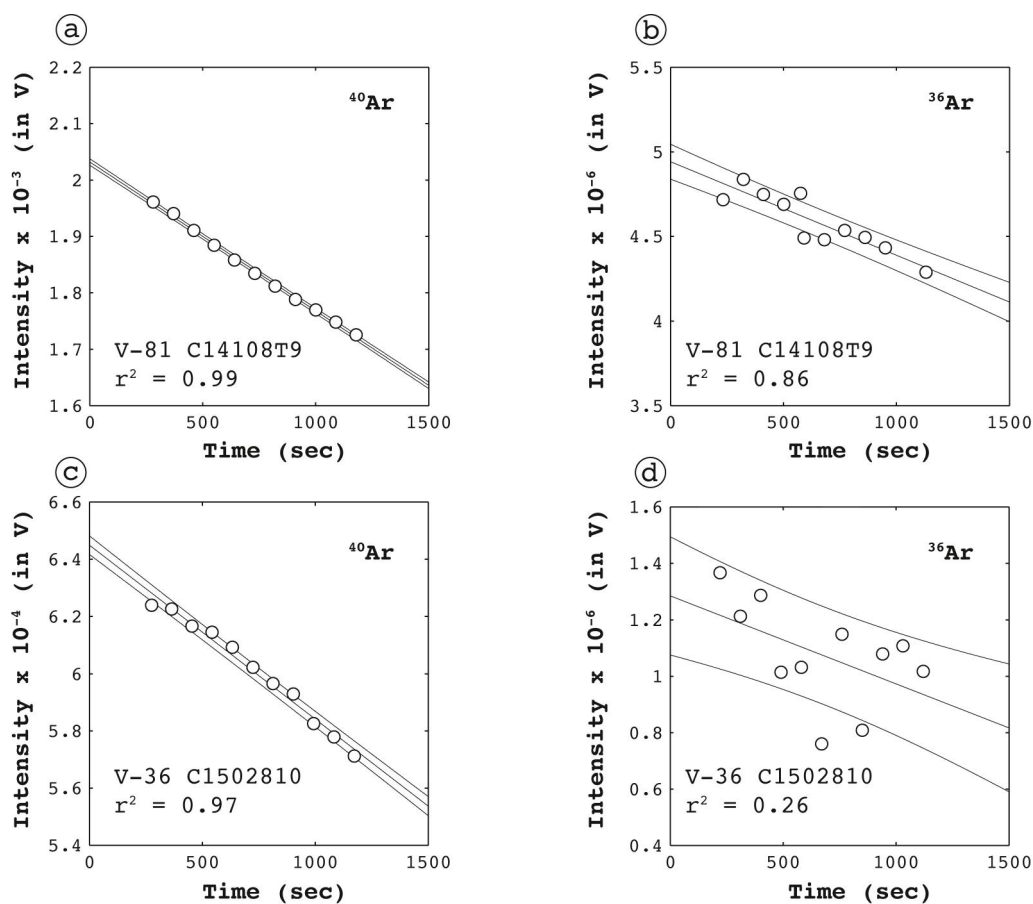 a
2.2
2.1
2
1.9
1.8
1.7
1.6
Intensity x 10⁻³ (in V)
⁴⁰Ar
V-81 C14108T9
r² = 0.99
0 500 1000 1500
Time (sec)
b
5.5
5
4.5
4
3.5
Intensity x 10⁻⁶ (in V)
³⁶Ar
V-81 C14108T9
r² = 0.86
0 500 1000 1500
Time (sec)
c
6.6
6.4
6.2
6
5.8
5.6
5.4
Intensity x 10⁻⁴ (in V)
⁴⁰Ar
V-36 C1502810
r² = 0.97
0 500 1000 1500
Time (sec)
d
1.6
1.4
1.2
1
0.8
0.6
0.4
Intensity x 10⁻⁶ (in V)
³⁶Ar
V-36 C1502810
r² = 0.26
0 500 1000 1500
Time (sec)